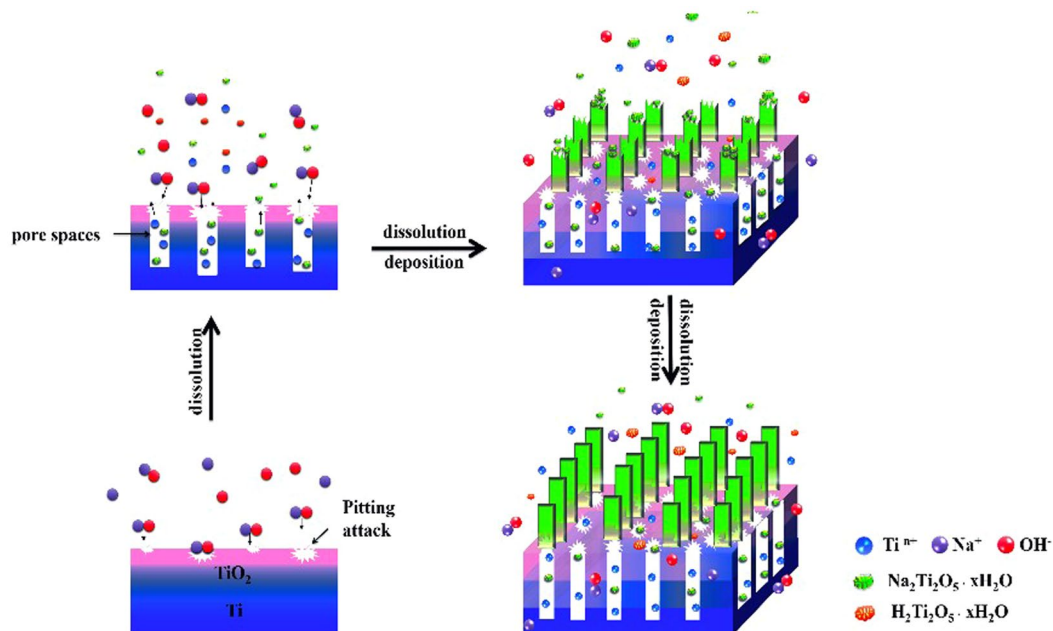 pore spaces
dissolution
deposition
dissolution
deposition
dissolution
Pitting
attack
TiO₂
Ti
Ti ⁿ⁺
Na⁺
OH⁻
Na₂Ti₂O₅ · xH₂O
H₂Ti₂O₅ · xH₂O